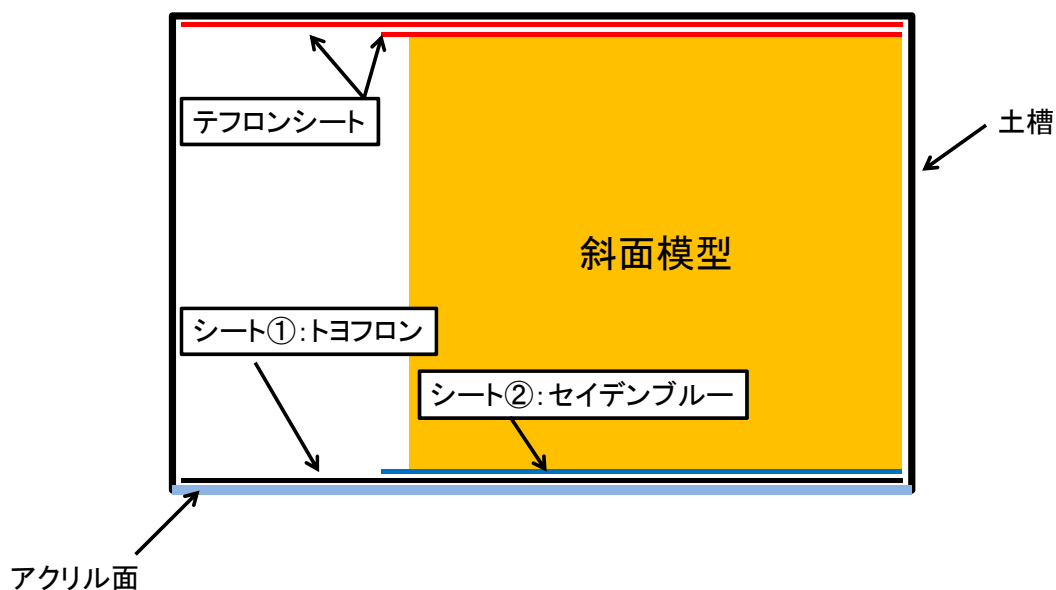 テフロンシート
土槽
斜面模型
シート①:トヨフロン
シート②:セイデンブルー
アクリル面